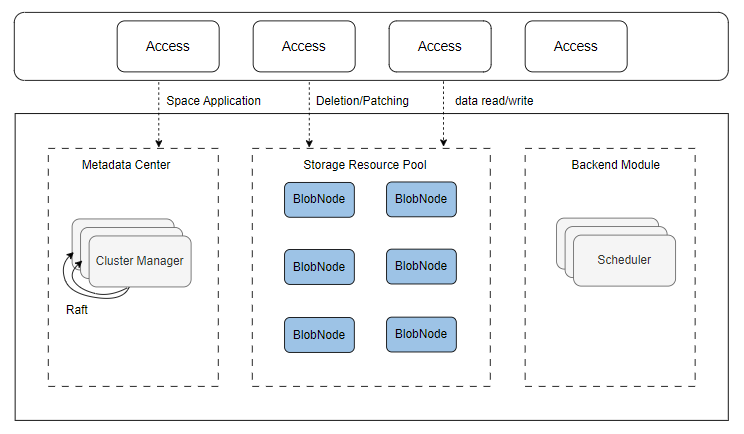 Access Access Access Access
Space Application Deletion/Patching data read/write
Metadata Center Storage Resource Pool Backend Module
BlobNode BlobNode
Cluster Manager BlobNode BlobNode Scheduler
Raft
BlobNode BlobNode